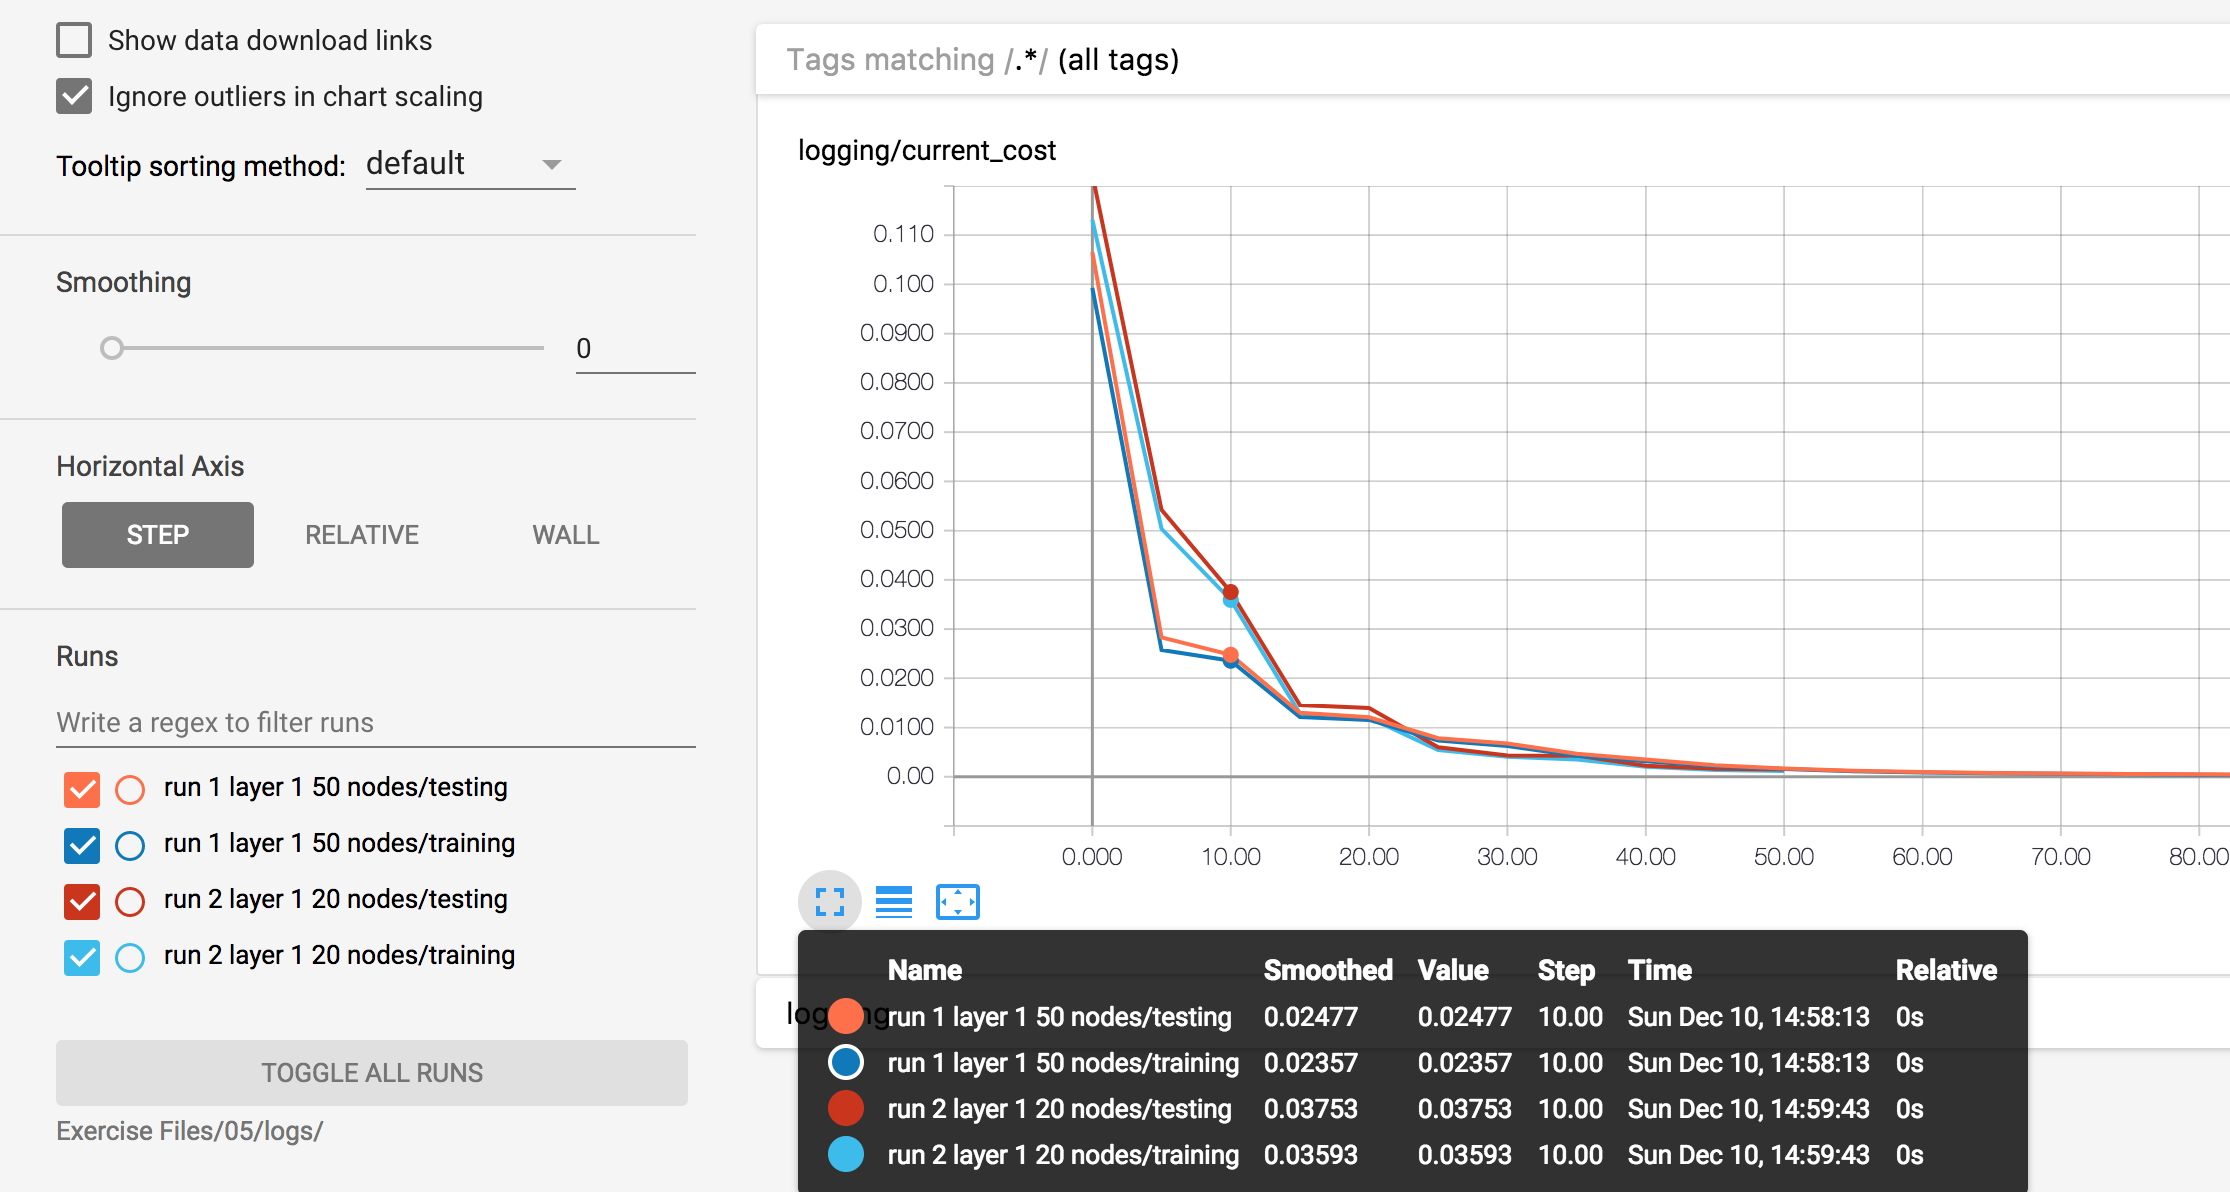 Show data download links
Ignore outliers in chart scaling
Tooltip sorting method: default
Smoothing
0
Horizontal Axis
STEP RELATIVE WALL
Runs
Write a regex to filter runs
run 1 layer 1 50 nodes/testing
run 1 layer 1 50 nodes/training
run 2 layer 1 20 nodes/testing
run 2 layer 1 20 nodes/training
TOGGLE ALL RUNS
Exercise Files/05/logs/
Tags matching /.*/ (all tags)
logging/current_cost
0.110
0.100
0.0900
0.0800
0.0700
0.0600
0.0500
0.0400
0.0300
0.0200
0.0100
0.00
0.000 10.00 20.00 30.00 40.00 50.00 60.00 70.00 80.00
logging
Name Smoothed Value Step Time Relative
run 1 layer 1 50 nodes/testing 0.02477 0.02477 10.00 Sun Dec 10, 14:58:13 0s
run 1 layer 1 50 nodes/training 0.02357 0.02357 10.00 Sun Dec 10, 14:58:13 0s
run 2 layer 1 20 nodes/testing 0.03753 0.03753 10.00 Sun Dec 10, 14:59:43 0s
run 2 layer 1 20 nodes/training 0.03593 0.03593 10.00 Sun Dec 10, 14:59:43 0s